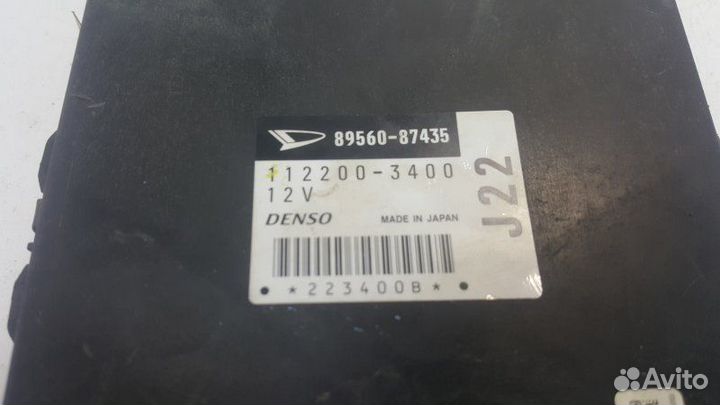 89560-87435
112200-3400
12V
DENSO MADE IN JAPAN
J22
*223400B*
Avito